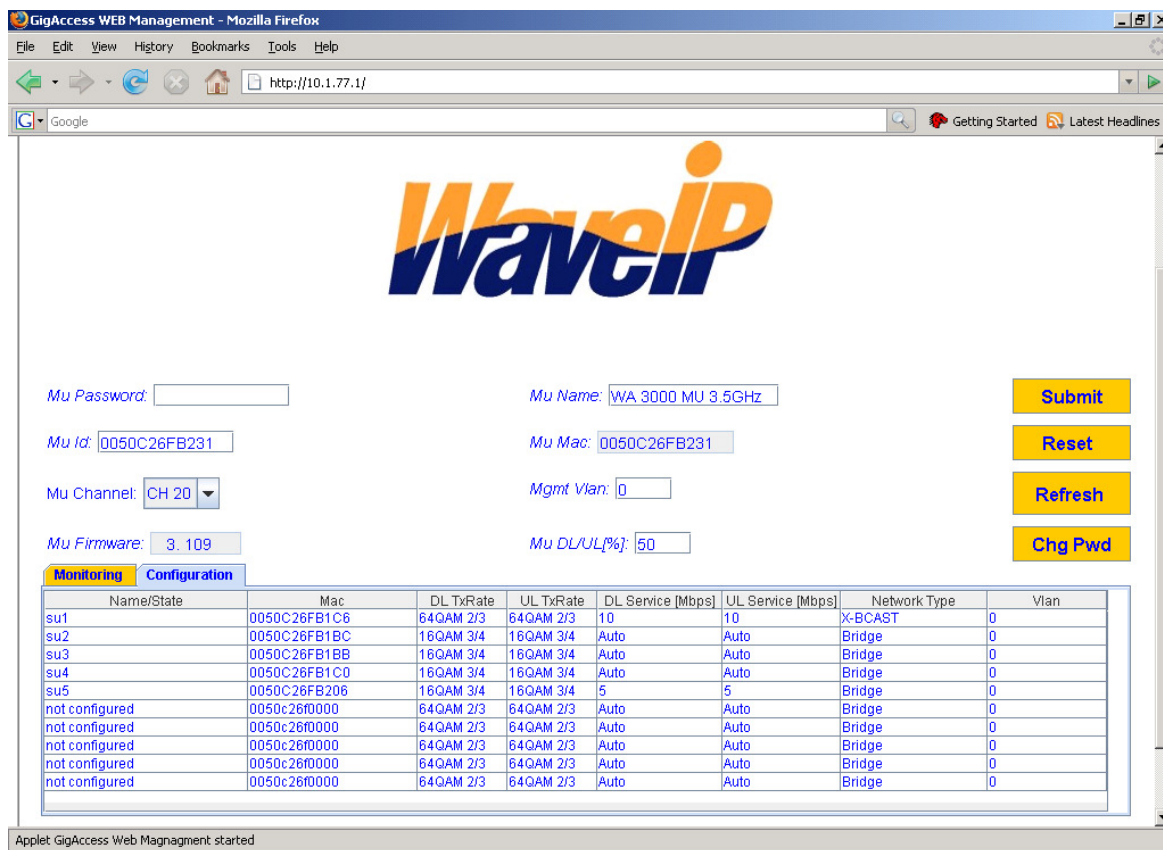 GigAccess WEB Management - Mozilla Firefox
File Edit View History Bookmarks Tools Help
http://10.1.77.1/
G Google Getting Started Latest Headlines
WaveIP
Mu Password: Mu Name: WA 3000 MU 3.5GHz Submit
Mu Id: 0050C26FB231 Mu Mac: 0050C26FB231 Reset
Mu Channel: CH 20 Mgmt Vlan: 0 Refresh
Mu Firmware: 3. 109 Mu DL/UL[%]: 50 Chg Pwd
Monitoring Configuration
Name/State Mac DL TxRate UL TxRate DL Service [Mbps] UL Service [Mbps] Network Type Vlan
su1 0050C26FB1C6 64QAM 2/3 64QAM 2/3 10 10 X-BCAST 0
su2 0050C26FB1BC 16QAM 3/4 16QAM 3/4 Auto Auto Bridge 0
su3 0050C26FB1BB 16QAM 3/4 16QAM 3/4 Auto Auto Bridge 0
su4 0050C26FB1C0 16QAM 3/4 16QAM 3/4 Auto Auto Bridge 0
su5 0050C26FB206 16QAM 3/4 16QAM 3/4 5 5 Bridge 0
not configured 0050c26f0000 64QAM 2/3 64QAM 2/3 Auto Auto Bridge 0
not configured 0050c26f0000 64QAM 2/3 64QAM 2/3 Auto Auto Bridge 0
not configured 0050c26f0000 64QAM 2/3 64QAM 2/3 Auto Auto Bridge 0
not configured 0050c26f0000 64QAM 2/3 64QAM 2/3 Auto Auto Bridge 0
not configured 0050c26f0000 64QAM 2/3 64QAM 2/3 Auto Auto Bridge 0
Applet GigAccess Web Magnagment started